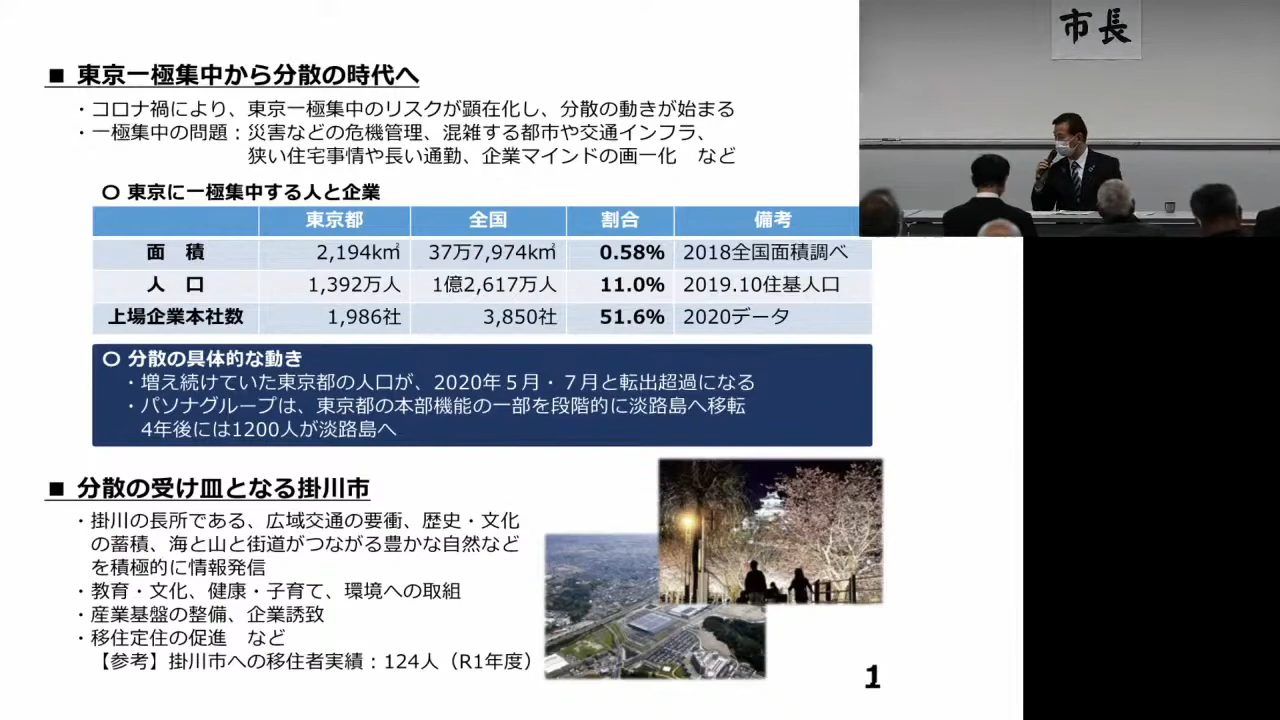 市長
■ 東京一極集中から分散の時代へ
・コロナ禍により、東京一極集中のリスクが顕在化し、分散の動きが始まる
・一極集中の問題：災害などの危機管理、混雑する都市や交通インフラ、
狭い住宅事情や長い通勤、企業マインドの画一化　など
〇 東京に一極集中する人と企業
東京都 全国 割合 備考
面　積 2,194k㎡ 37万7,974k㎡ 0.58% 2018全国面積調べ
人　口 1,392万人 1億2,617万人 11.0% 2019.10住基人口
上場企業本社数 1,986社 3,850社 51.6% 2020データ
〇 分散の具体的な動き
・増え続けていた東京都の人口が、2020年５月・７月と転出超過になる
・パソナグループは、東京都の本部機能の一部を段階的に淡路島へ移転
4年後には1200人が淡路島へ
■ 分散の受け皿となる掛川市
・掛川の長所である、広域交通の要衝、歴史・文化
の蓄積、海と山と街道がつながる豊かな自然など
を積極的に情報発信
・教育・文化、健康・子育て、環境への取組
・産業基盤の整備、企業誘致
・移住定住の促進　など
【参考】掛川市への移住者実績：124人（R1年度）
1